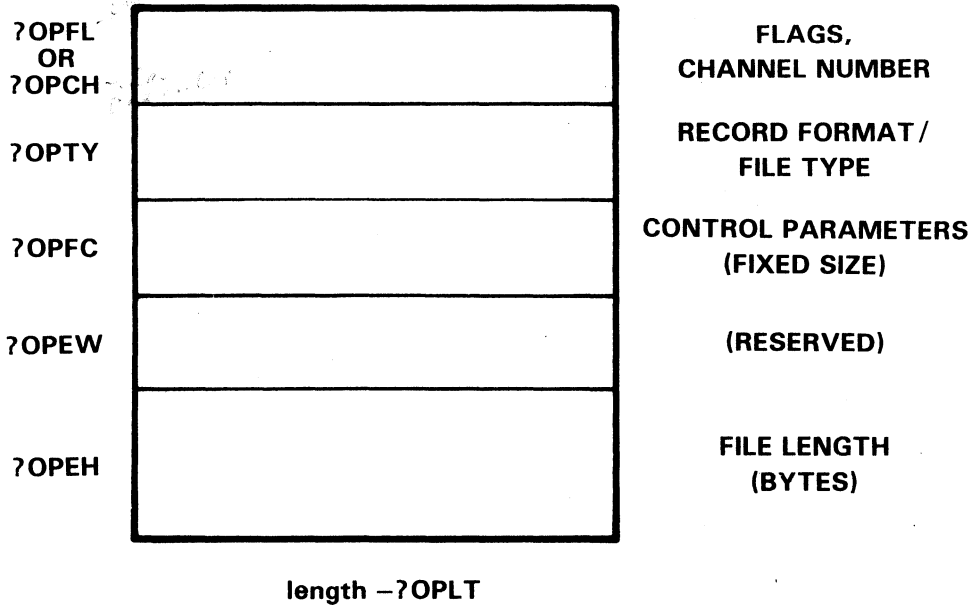 ?OPFL
OR
?OPCH
FLAGS,
CHANNEL NUMBER
?OPTY
RECORD FORMAT/
FILE TYPE
?OPFC
CONTROL PARAMETERS
(FIXED SIZE)
?OPEW
(RESERVED)
?OPEH
FILE LENGTH
(BYTES)
length –?OPLT